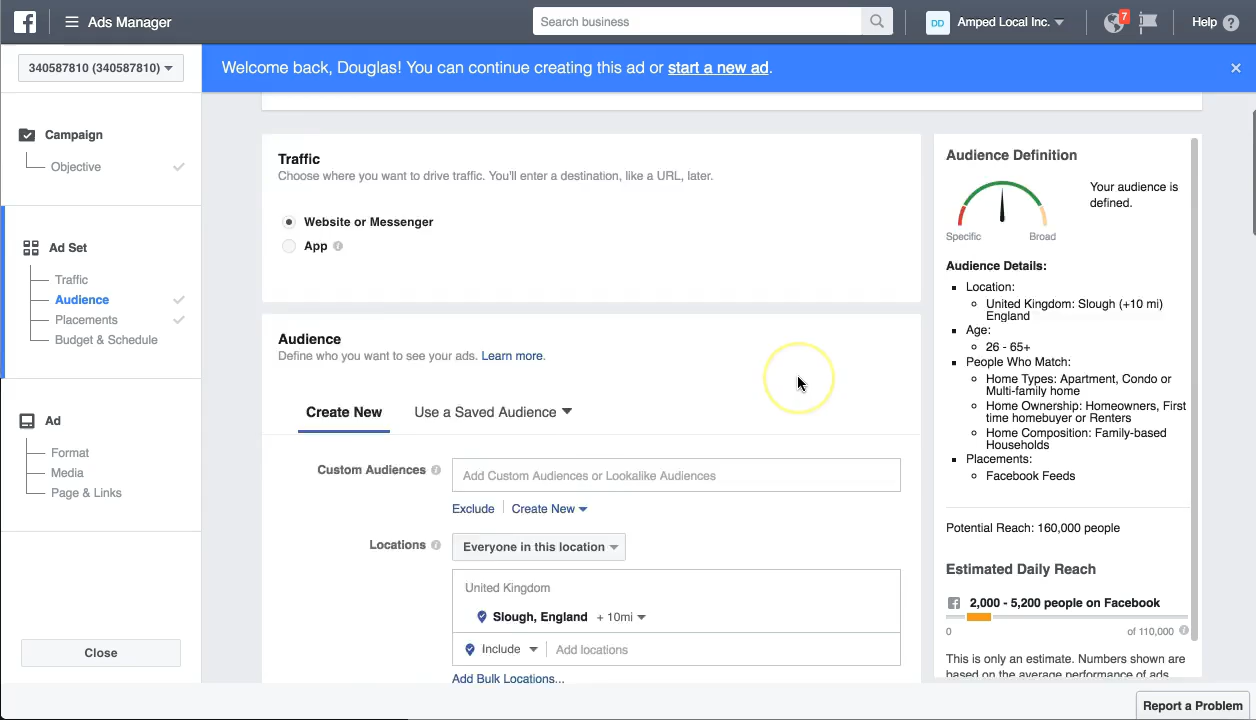 Ads Manager
Search business
DD
Amped Local Inc.
7
Help ?
340587810 (340587810)
Welcome back, Douglas! You can continue creating this ad or start a new ad.
Campaign
Objective
Ad Set
Traffic
Audience
Placements
Budget & Schedule
Ad
Format
Media
Page & Links
Close
Traffic
Choose where you want to drive traffic. You'll enter a destination, like a URL, later.
Website or Messenger
App
Audience
Define who you want to see your ads. Learn more.
Create New
Use a Saved Audience
Custom Audiences
Add Custom Audiences or Lookalike Audiences
Exclude
Create New
Locations
Everyone in this location
United Kingdom
Slough, England + 10mi
Include
Add locations
Add Bulk Locations...
Audience Definition
Your audience is
defined.
Specific
Broad
Audience Details:
Location:
United Kingdom: Slough (+10 mi)
England
Age:
26 - 65+
People Who Match:
Home Types: Apartment, Condo or
Multi-family home
Home Ownership: Homeowners, First
time homebuyer or Renters
Home Composition: Family-based
Households
Placements:
Facebook Feeds
Potential Reach: 160,000 people
Estimated Daily Reach
2,000 - 5,200 people on Facebook
0
of 110,000
This is only an estimate. Numbers shown are
based on the average performance of ads
Report a Problem